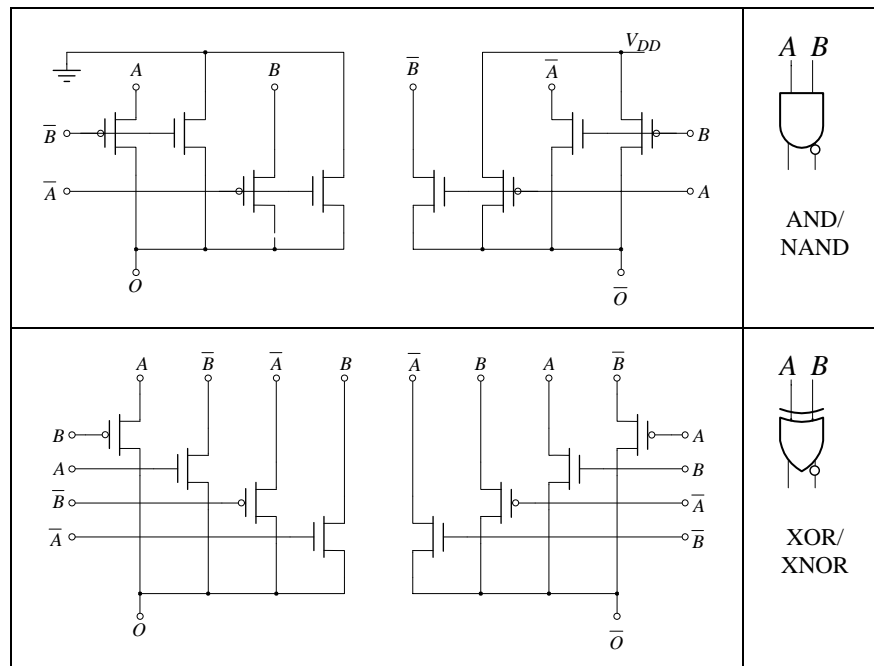 A B B̅ A̅ V_DD
B̅ B
A̅ A
O O̅
A B
AND/
NAND
A B̅ A̅ B A̅ B A B̅
B A
A B
B̅ A̅
A̅ B̅
O O̅
A B
XOR/
XNOR